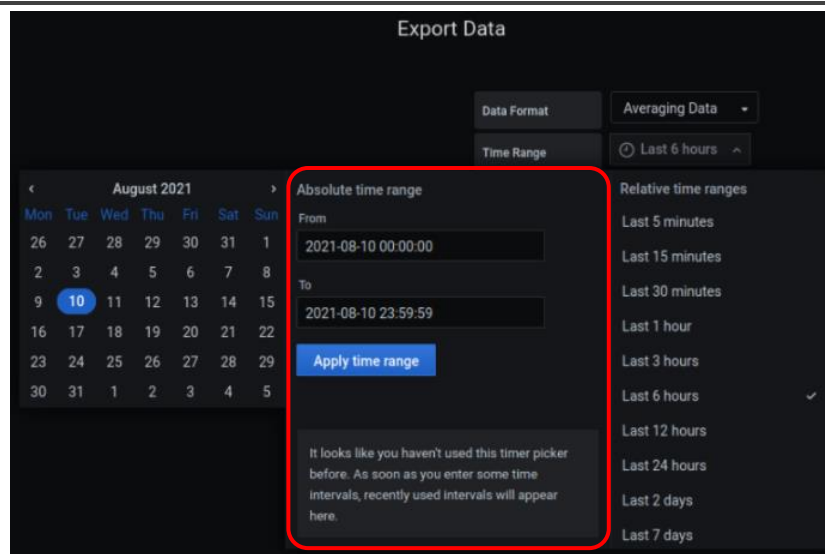 Export Data
Data Format
Averaging Data
Time Range
Last 6 hours
August 2021
Mon Tue Wed Thu Fri Sat Sun
26 27 28 29 30 31 1
2 3 4 5 6 7 8
9 10 11 12 13 14 15
16 17 18 19 20 21 22
23 24 25 26 27 28 29
30 31 1 2 3 4 5
Absolute time range
From
2021-08-10 00:00:00
To
2021-08-10 23:59:59
Apply time range
It looks like you haven't used this timer picker
before. As soon as you enter some time
intervals, recently used intervals will appear
here.
Relative time ranges
Last 5 minutes
Last 15 minutes
Last 30 minutes
Last 1 hour
Last 3 hours
Last 6 hours
Last 12 hours
Last 24 hours
Last 2 days
Last 7 days